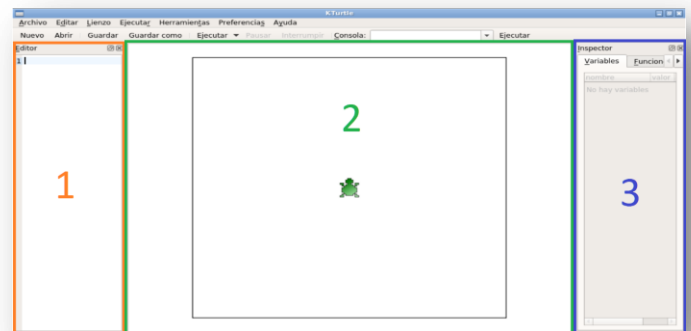 KTurtle
Archivo Editar Lienzo Ejecutar Herramientas Preferencias Ayuda
Nuevo Abrir Guardar Guardar como Ejecutar Pausar Interrumpir Consola: Ejecutar
Editor
1
1
2
Inspector
Variables Funcion
nombre valor
No hay variables
3